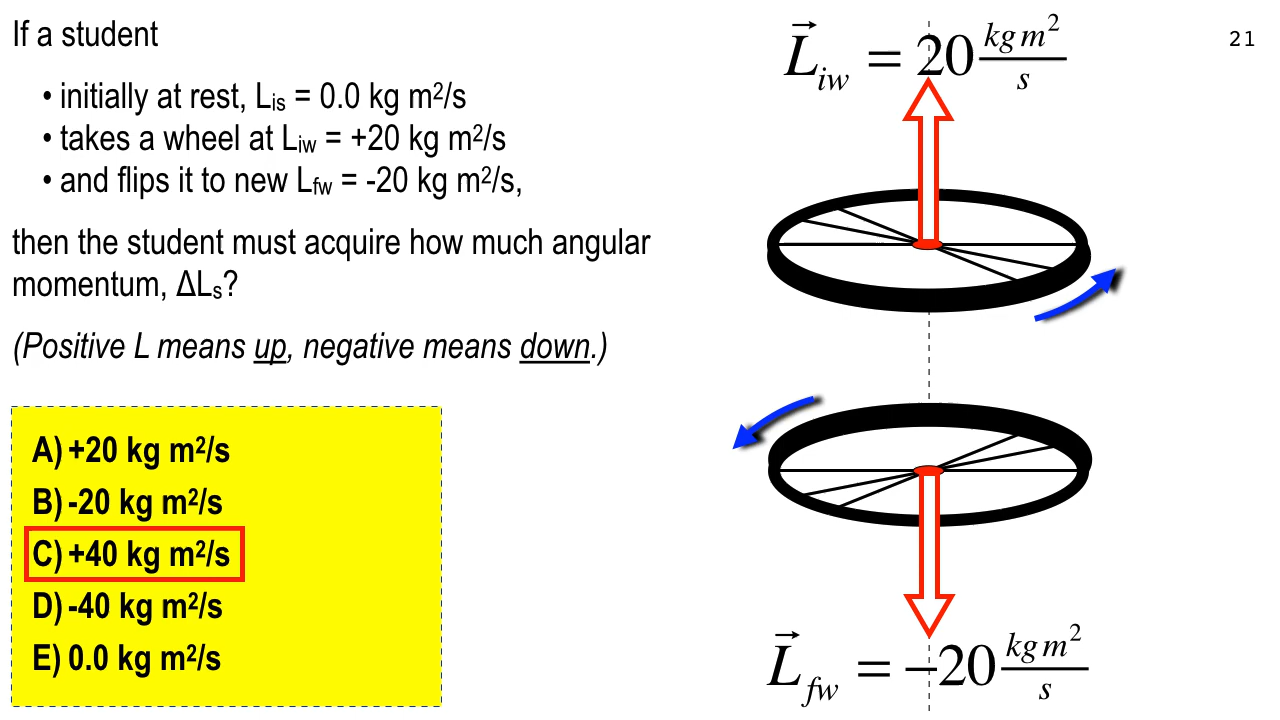 If a student
• initially at rest, Lis = 0.0 kg m²/s
• takes a wheel at Liw = +20 kg m²/s
• and flips it to new Lfw = -20 kg m²/s,
then the student must acquire how much angular
momentum, ΔLs?
(Positive L means up, negative means down.)
A) +20 kg m²/s
B) -20 kg m²/s
C) +40 kg m²/s
D) -40 kg m²/s
E) 0.0 kg m²/s
L⃗iw = 20 kg m²/s
21
L⃗fw = −20 kg m²/s